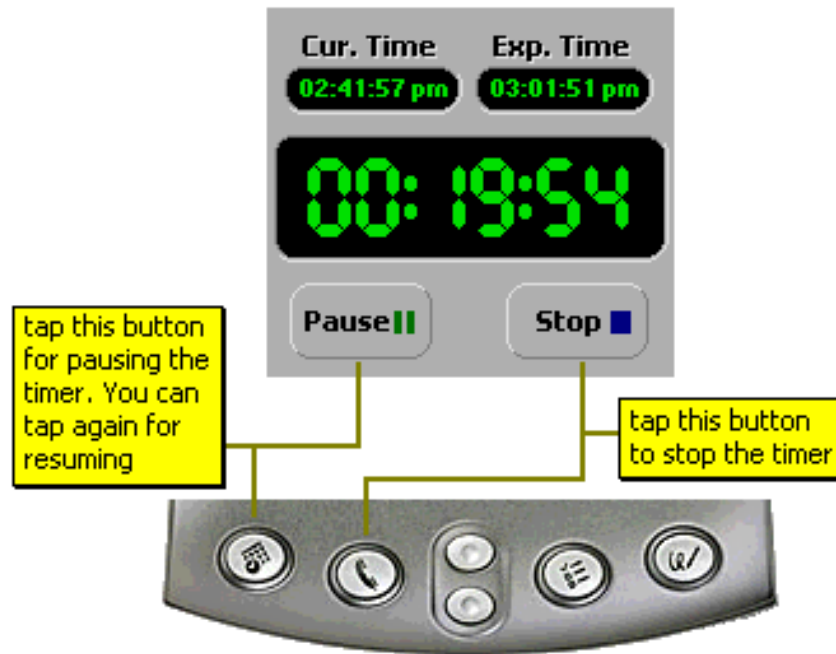 Cur. Time Exp. Time
02:41:57 pm 03:01:51 pm
00:19:54
Pause Stop
tap this button
for pausing the
timer. You can
tap again for
resuming
tap this button
to stop the timer